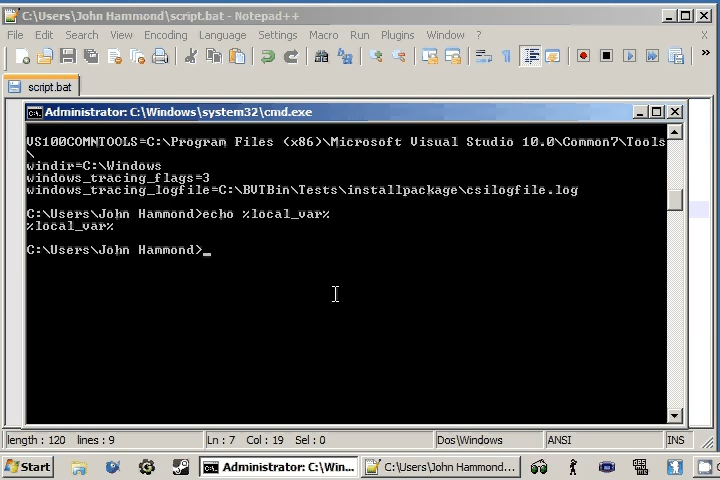 C:\Users\John Hammond\script.bat - Notepad++
File Edit Search View Encoding Language Settings Macro Run Plugins Window ? X
script.bat
Administrator: C:\Windows\system32\cmd.exe
VS100COMNTOOLS=C:\Program Files (x86)\Microsoft Visual Studio 10.0\Common7\Tools
\
windir=C:\Windows
windows_tracing_flags=3
windows_tracing_logfile=C:\BVTBin\Tests\installpackage\csilogfile.log
C:\Users\John Hammond>echo %local_var%
%local_var%
C:\Users\John Hammond>_
length : 120 lines : 9 Ln : 7 Col : 19 Sel : 0 Dos\Windows ANSI INS
Start Administrator: C:\Win... C:\Users\John Hammond...